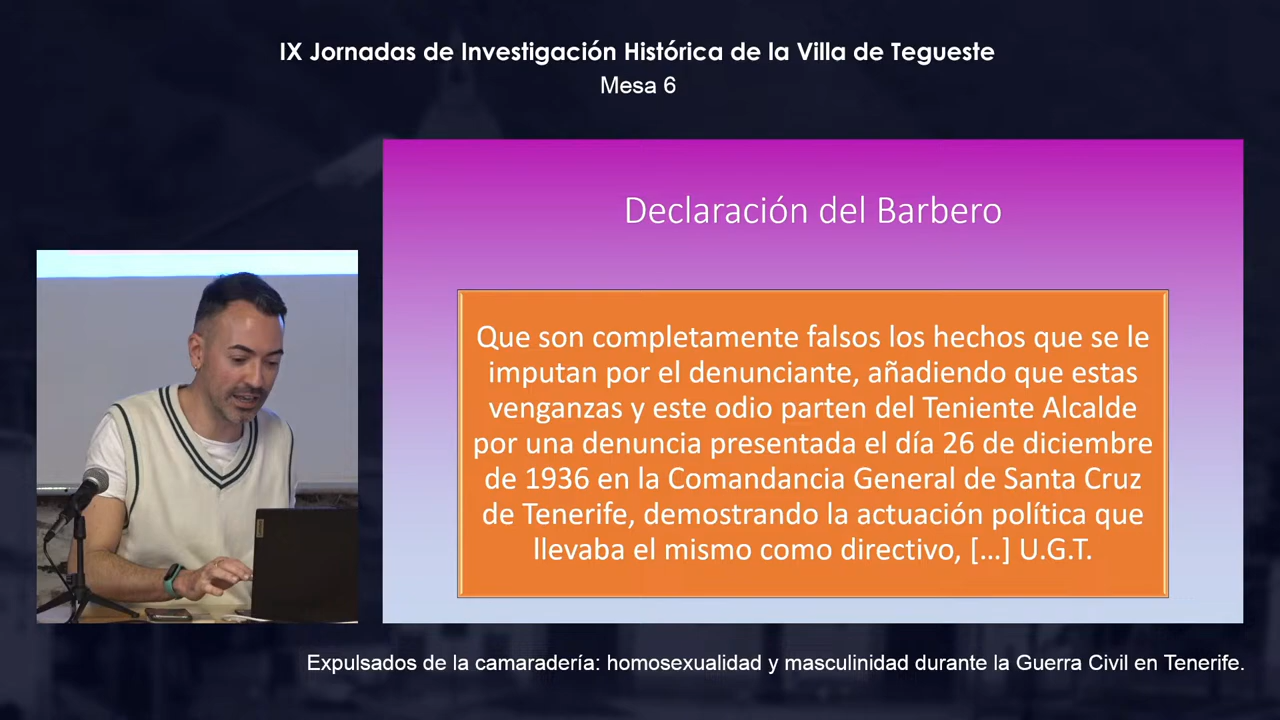 IX Jornadas de Investigación Histórica de la Villa de Tegueste
Mesa 6
Declaración del Barbero
Que son completamente falsos los hechos que se le
imputan por el denunciante, añadiendo que estas
venganzas y este odio parten del Teniente Alcalde
por una denuncia presentada el día 26 de diciembre
de 1936 en la Comandancia General de Santa Cruz
de Tenerife, demostrando la actuación política que
llevaba el mismo como directivo, [...] U.G.T.
Expulsados de la camaradería: homosexualidad y masculinidad durante la Guerra Civil en Tenerife.